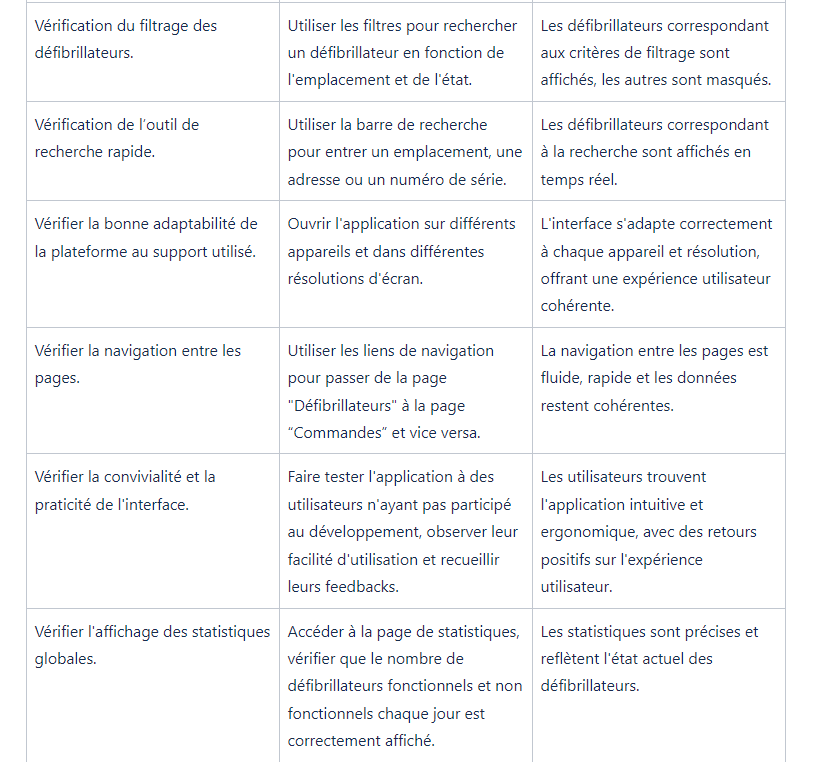 Vérification du filtrage des
défibrillateurs.
Utiliser les filtres pour rechercher
un défibrillateur en fonction de
l'emplacement et de l'état.
Les défibrillateurs correspondant
aux critères de filtrage sont
affichés, les autres sont masqués.
Vérification de l’outil de
recherche rapide.
Utiliser la barre de recherche
pour entrer un emplacement, une
adresse ou un numéro de série.
Les défibrillateurs correspondant
à la recherche sont affichés en
temps réel.
Vérifier la bonne adaptabilité de
la plateforme au support utilisé.
Ouvrir l'application sur différents
appareils et dans différentes
résolutions d'écran.
L'interface s'adapte correctement
à chaque appareil et résolution,
offrant une expérience utilisateur
cohérente.
Vérifier la navigation entre les
pages.
Utiliser les liens de navigation
pour passer de la page
"Défibrillateurs" à la page
“Commandes” et vice versa.
La navigation entre les pages est
fluide, rapide et les données
restent cohérentes.
Vérifier la convivialité et la
praticité de l'interface.
Faire tester l'application à des
utilisateurs n'ayant pas participé
au développement, observer leur
facilité d'utilisation et recueillir
leurs feedbacks.
Les utilisateurs trouvent
l'application intuitive et
ergonomique, avec des retours
positifs sur l'expérience
utilisateur.
Vérifier l'affichage des statistiques
globales.
Accéder à la page de statistiques,
vérifier que le nombre de
défibrillateurs fonctionnels et non
fonctionnels chaque jour est
correctement affiché.
Les statistiques sont précises et
reflètent l'état actuel des
défibrillateurs.